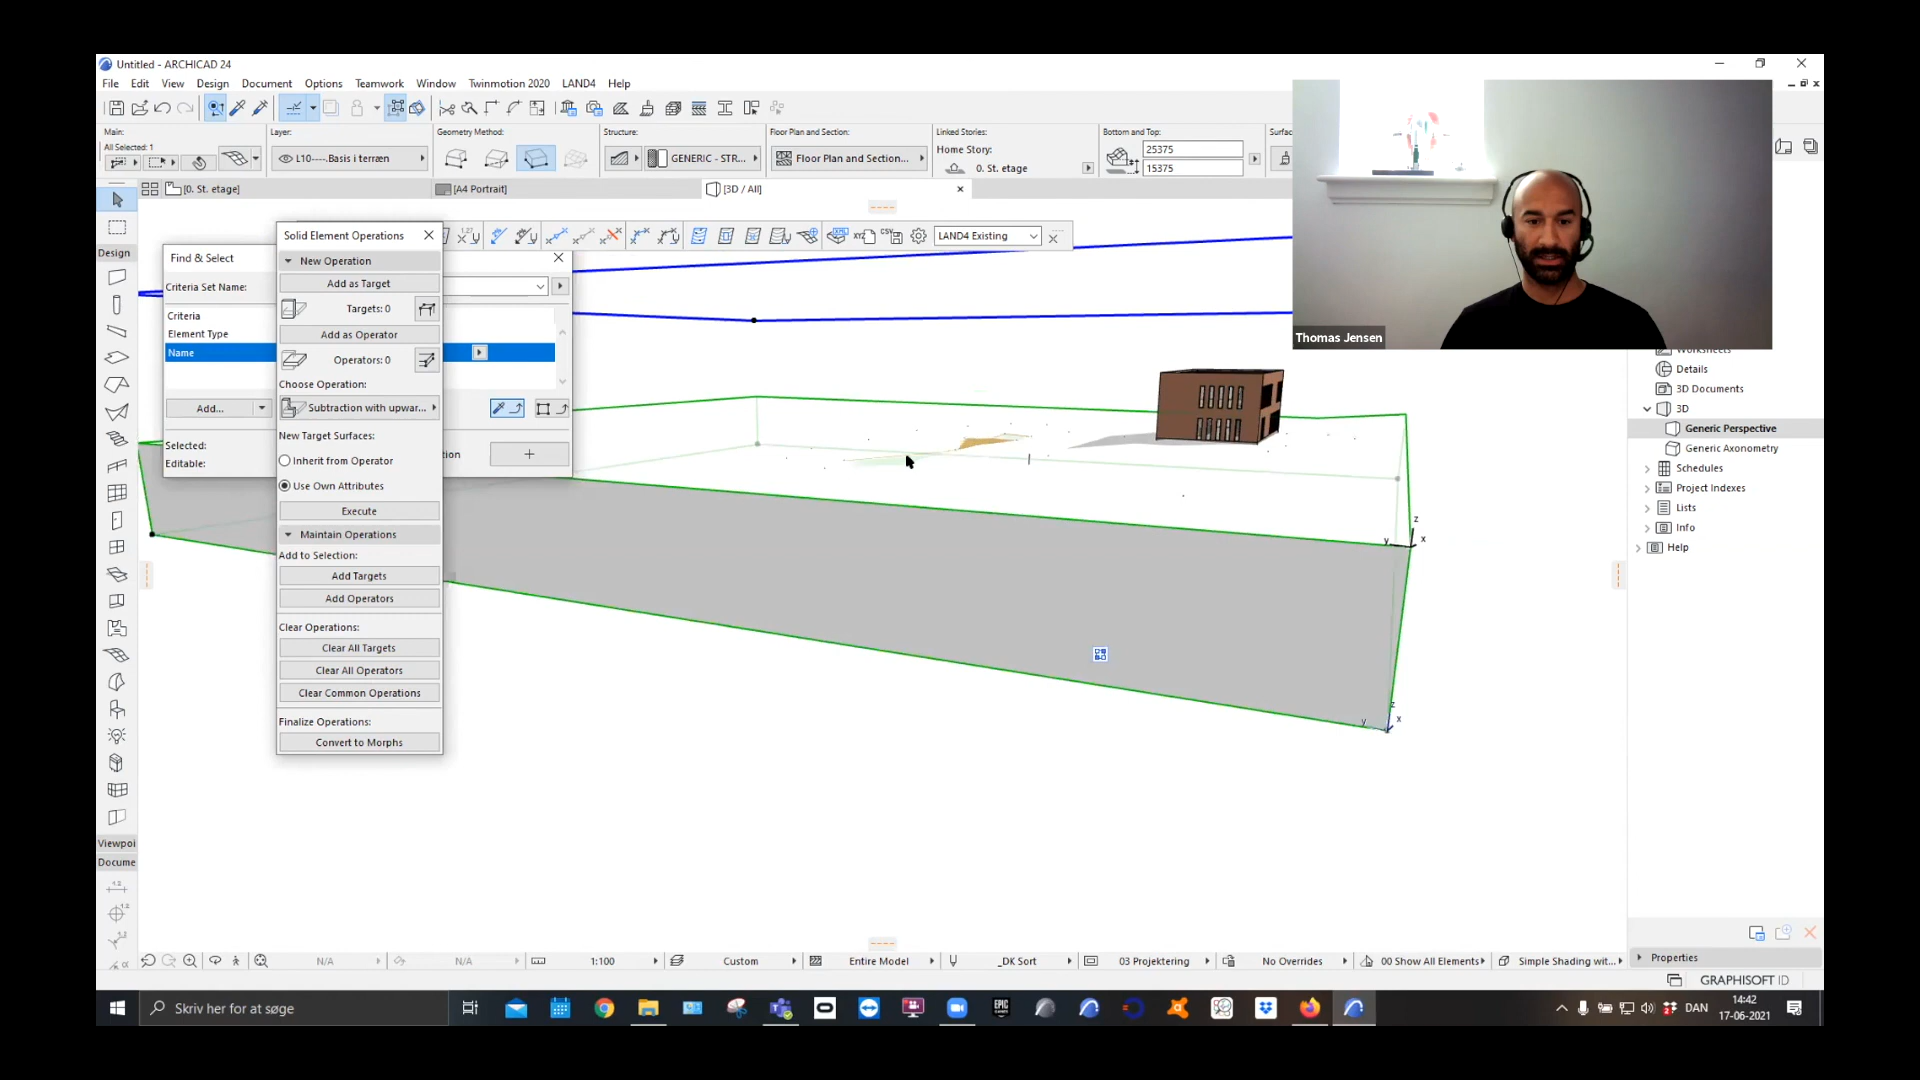 Untitled - ARCHICAD 24
File Edit View Design Document Options Teamwork Window Twinmotion 2020 LAND4 Help
Main:
All Selected: 1
Layer:
L10----.Basis i terræn
Geometry Method:
Structure:
GENERIC - STR...
Floor Plan and Section:
Floor Plan and Section...
Linked Stories:
Home Story:
0. St. etage
Bottom and Top:
25375
15375
[0. St. etage]
[A4 Portrait]
[3D / All]
Design
Find & Select
Criteria Set Name:
Criteria
Element Type
Name
Add...
Selected:
Editable:
Solid Element Operations
New Operation
Add as Target
Targets: 0
Add as Operator
Operators: 0
Choose Operation:
Subtraction with upwar...
New Target Surfaces:
Inherit from Operator
Use Own Attributes
Execute
Maintain Operations
Add to Selection:
Add Targets
Add Operators
Clear Operations:
Clear All Targets
Clear All Operators
Clear Common Operations
Finalize Operations:
Convert to Morphs
LAND4 Existing
z
y
x
z
y
x
Thomas Jensen
Worksheets
Details
3D Documents
3D
Generic Perspective
Generic Axonometry
Schedules
Project Indexes
Lists
Info
Help
Properties
Viewpoi
Docume
N/A
N/A
1:100
Custom
Entire Model
_DK Sort
03 Projektering
No Overrides
00 Show All Elements
Simple Shading wit...
GRAPHISOFT ID
Skriv her for at søge
EPIC
DAN
14:42
17-06-2021